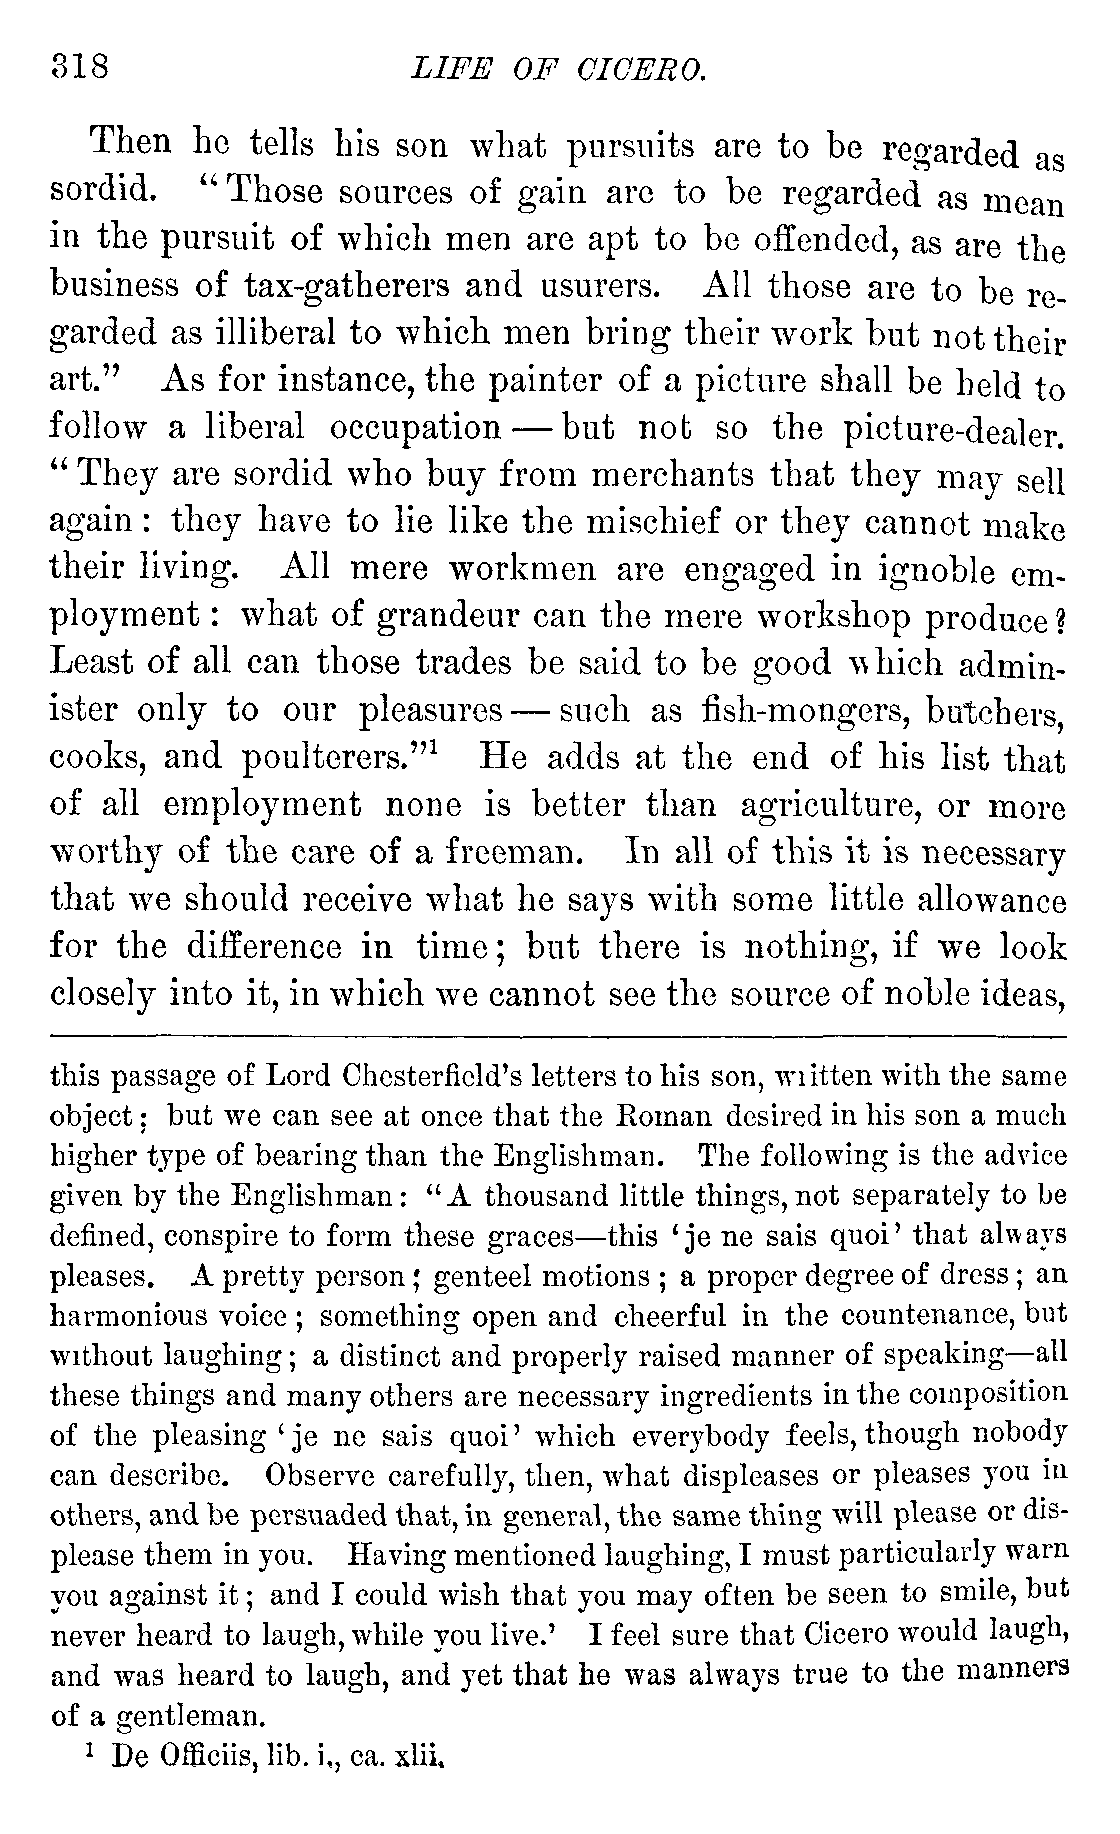 318 LIFE OF CICERO.
Then he tells his son what pursuits are to be regarded as
sordid. “Those sources of gain are to be regarded as mean
in the pursuit of which men are apt to be offended, as are the
business of tax-gatherers and usurers. All those are to be re-
garded as illiberal to which men bring their work but not their
art.” As for instance, the painter of a picture shall be held to
follow a liberal occupation — but not so the picture-dealer.
“They are sordid who buy from merchants that they may sell
again: they have to lie like the mischief or they cannot make
their living. All mere workmen are engaged in ignoble em-
ployment: what of grandeur can the mere workshop produce?
Least of all can those trades be said to be good which admin-
ister only to our pleasures — such as fish-mongers, butchers,
cooks, and poulterers.”¹ He adds at the end of his list that
of all employment none is better than agriculture, or more
worthy of the care of a freeman. In all of this it is necessary
that we should receive what he says with some little allowance
for the difference in time; but there is nothing, if we look
closely into it, in which we cannot see the source of noble ideas,
this passage of Lord Chesterfield’s letters to his son, written with the same
object; but we can see at once that the Roman desired in his son a much
higher type of bearing than the Englishman. The following is the advice
given by the Englishman: “A thousand little things, not separately to be
defined, conspire to form these graces—this ‘je ne sais quoi’ that always
pleases. A pretty person; genteel motions; a proper degree of dress; an
harmonious voice; something open and cheerful in the countenance, but
without laughing; a distinct and properly raised manner of speaking—all
these things and many others are necessary ingredients in the composition
of the pleasing ‘je ne sais quoi’ which everybody feels, though nobody
can describe. Observe carefully, then, what displeases or pleases you in
others, and be persuaded that, in general, the same thing will please or dis-
please them in you. Having mentioned laughing, I must particularly warn
you against it; and I could wish that you may often be seen to smile, but
never heard to laugh, while you live.’ I feel sure that Cicero would laugh,
and was heard to laugh, and yet that he was always true to the manners
of a gentleman.
¹ De Officiis, lib. i., ca. xlii.